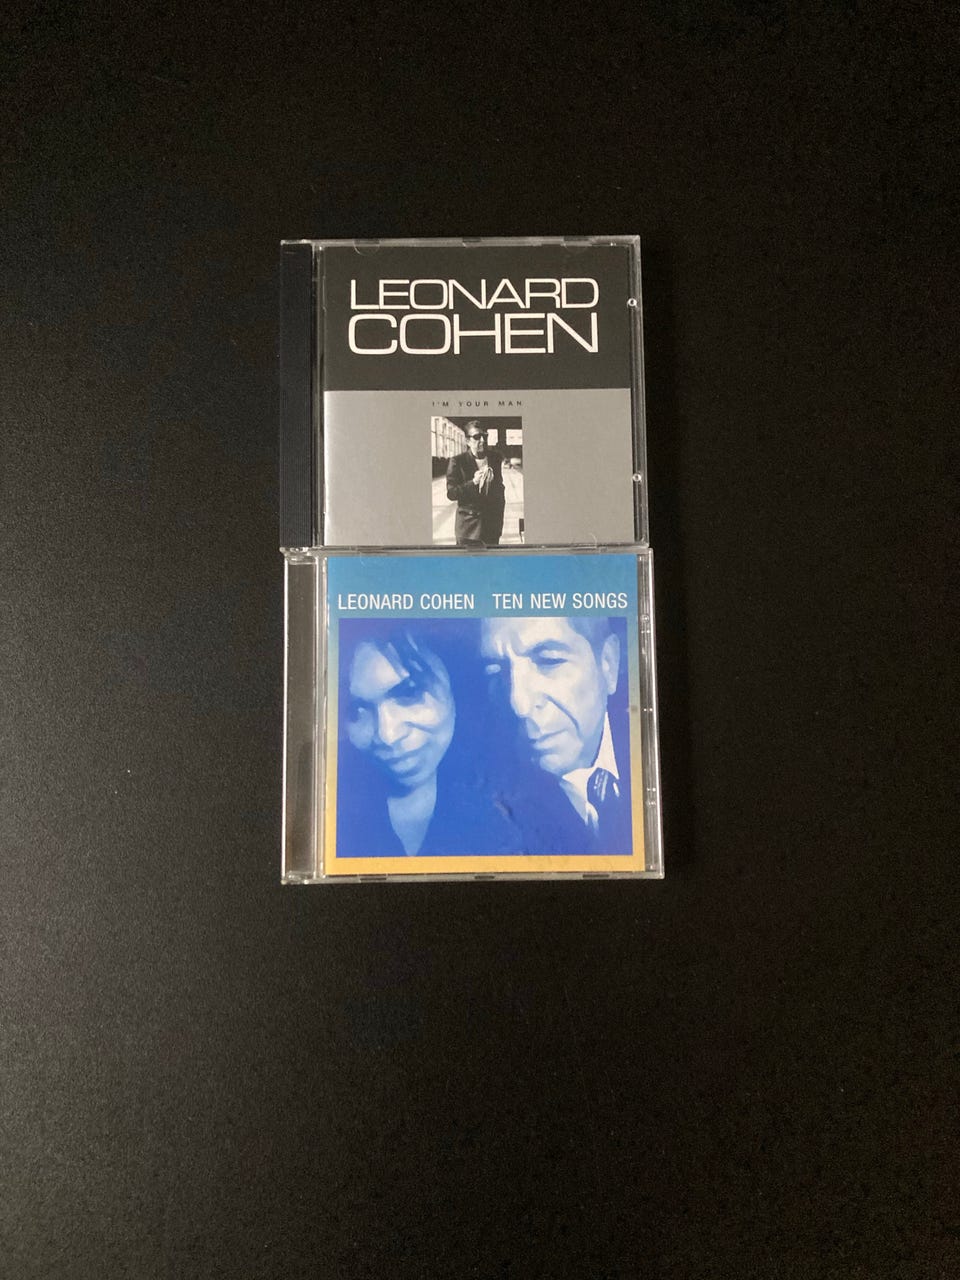 LEONARD
COHEN
I'M YOUR MAN
LEONARD COHEN TEN NEW SONGS